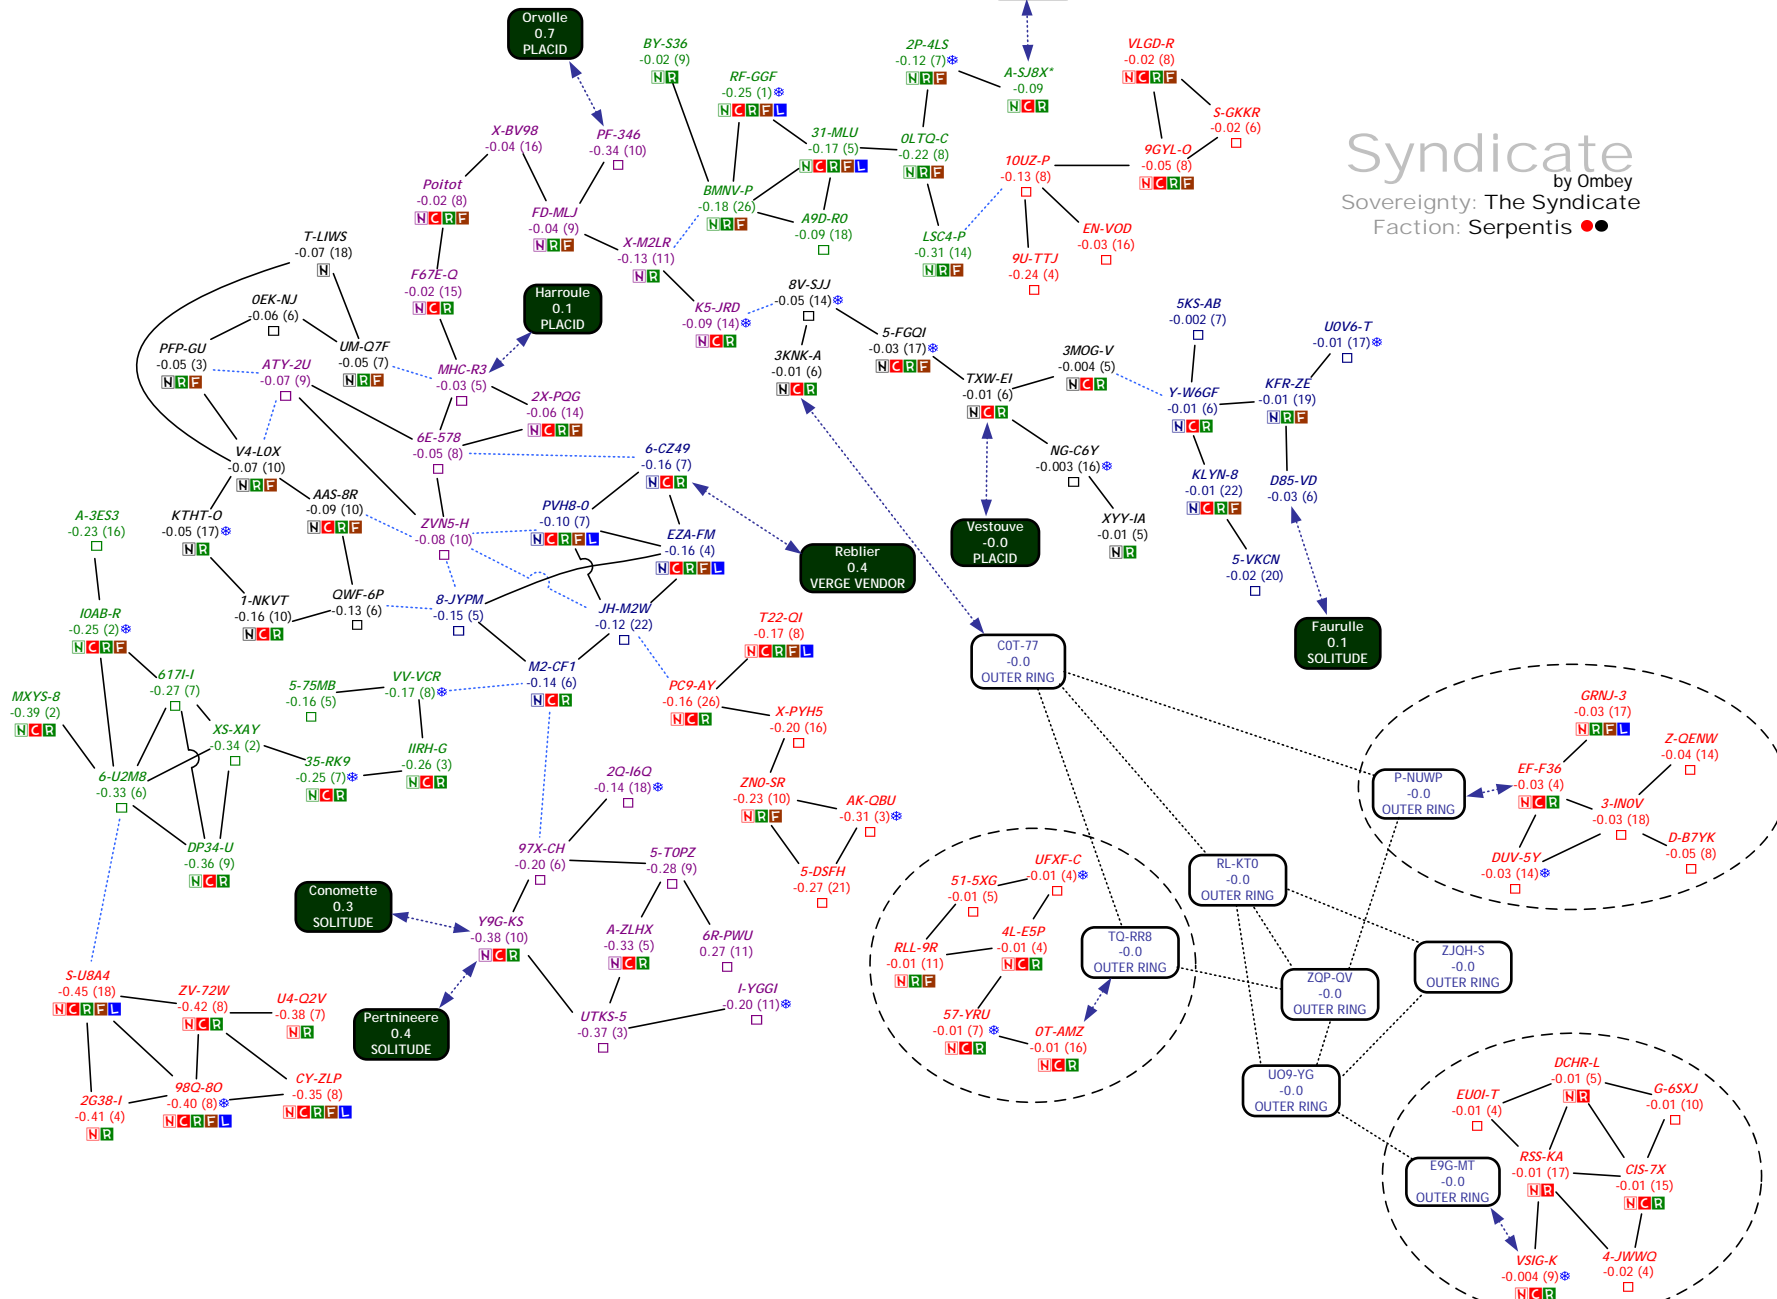 Syndicate
by Ombey
Sovereignty: The Syndicate
Faction: Serpentis
Orvolle
0.7
PLACID
BY-S36
-0.02 (9)
N R
RF-GGF
-0.25 (1)
N C R F L
2P-4LS
-0.12 (7)
N R F
A-SJ8X*
-0.09
N C R
VLGD-R
-0.02 (8)
N C R F
S-GKKR
-0.02 (6)
X-BV98
-0.04 (16)
PF-346
-0.34 (10)
31-MLU
-0.17 (5)
N C R F L
0LTQ-C
-0.22 (8)
N R F
10UZ-P
-0.13 (8)
9GYL-O
-0.05 (8)
N C R F
Poitot
-0.02 (8)
N C R F
FD-MLJ
-0.04 (9)
N R F
BMNV-P
-0.18 (26)
N R F
A9D-R0
-0.09 (18)
LSC4-P
-0.31 (14)
N R F
9U-TTJ
-0.24 (4)
EN-VOD
-0.03 (16)
T-LIWS
-0.07 (18)
N
X-M2LR
-0.13 (11)
N R
F67E-Q
-0.02 (15)
N C R
Harroule
0.1
PLACID
K5-JRD
-0.09 (14)
N C R
8V-SJJ
-0.05 (14)
0EK-NJ
-0.06 (6)
PFP-GU
-0.05 (3)
N R F
UM-Q7F
-0.05 (7)
N R F
ATY-2U
-0.07 (9)
MHC-R3
-0.03 (5)
2X-PQG
-0.06 (14)
N C R F
3KNK-A
-0.01 (6)
N C R
5-FGQI
-0.03 (17)
N C R F
TXW-EI
-0.01 (6)
N C R
3MOG-V
-0.004 (5)
N C R
5KS-AB
-0.002 (7)
U0V6-T
-0.01 (17)
Y-W6GF
-0.01 (6)
N C R
KFR-ZE
-0.01 (19)
N R F
V4-L0X
-0.07 (10)
N R F
6E-578
-0.05 (8)
6-CZ49
-0.16 (7)
N C R
NG-C6Y
-0.003 (16)
KLYN-8
-0.01 (22)
N C R F
D85-VD
-0.03 (6)
AAS-8R
-0.09 (10)
N C R F
KTHT-O
-0.05 (17)
N R
A-3ES3
-0.23 (16)
ZVN5-H
-0.08 (10)
PVH8-0
-0.10 (7)
N C R F L
EZA-FM
-0.16 (4)
N C R F L
Reblier
0.4
VERGE VENDOR
Vestouve
-0.0
PLACID
XYY-IA
-0.01 (5)
N R
5-VKCN
-0.02 (20)
1-NKVT
-0.16 (10)
N C R
QWF-6P
-0.13 (6)
8-JYPM
-0.15 (5)
JH-M2W
-0.12 (22)
I0AB-R
-0.25 (2)
N C R F
T22-QI
-0.17 (8)
N C R F L
C0T-77
-0.0
OUTER RING
Faurulle
0.1
SOLITUDE
617I-I
-0.27 (7)
MXYS-8
-0.39 (2)
N C R
5-75MB
-0.16 (5)
VV-VCR
-0.17 (8)
M2-CF1
-0.14 (6)
N C R
PC9-AY
-0.16 (26)
N C R
X-PYH5
-0.20 (16)
XS-XAY
-0.34 (2)
35-RK9
-0.25 (7)
N C R
IIRH-G
-0.26 (3)
N C R
6-U2M8
-0.33 (6)
2Q-I6Q
-0.14 (18)
ZN0-SR
-0.23 (10)
N R F
AK-QBU
-0.31 (3)
GRNJ-3
-0.03 (17)
N R F L
Z-QENW
-0.04 (14)
P-NUWP
-0.0
OUTER RING
EF-F36
-0.03 (4)
N C R
3-IN0V
-0.03 (18)
D-B7YK
-0.05 (8)
DUV-5Y
-0.03 (14)
DP34-U
-0.36 (9)
N C R
97X-CH
-0.20 (6)
5-T0PZ
-0.28 (9)
5-DSFH
-0.27 (21)
UFXF-C
-0.01 (4)
51-5XG
-0.01 (5)
RL-KT0
-0.0
OUTER RING
Conomette
0.3
SOLITUDE
Y9G-KS
-0.38 (10)
N C R
A-ZLHX
-0.33 (5)
N C R
6R-PWU
0.27 (11)
RLL-9R
-0.01 (11)
N R F
4L-E5P
-0.01 (4)
N C R
TQ-RR8
-0.0
OUTER RING
ZJQH-S
-0.0
OUTER RING
ZQP-QV
-0.0
OUTER RING
S-U8A4
-0.45 (18)
N C R F L
ZV-72W
-0.42 (8)
N C R
U4-Q2V
-0.38 (7)
N R
Pertnineere
0.4
SOLITUDE
UTKS-5
-0.37 (3)
I-YGGI
-0.20 (11)
57-YRU
-0.01 (7)
N C R
0T-AMZ
-0.01 (16)
N C R
2G38-I
-0.41 (4)
N R
98Q-8O
-0.40 (8)
N C R F L
CY-ZLP
-0.35 (8)
N C R F L
UO9-YG
-0.0
OUTER RING
DCHR-L
-0.01 (5)
N R
EU0I-T
-0.01 (4)
G-6SXJ
-0.01 (10)
E9G-MT
-0.0
OUTER RING
RSS-KA
-0.01 (17)
N R
CIS-7X
-0.01 (15)
N C R
VSIG-K
-0.004 (9)
N C R
4-JWWQ
-0.02 (4)